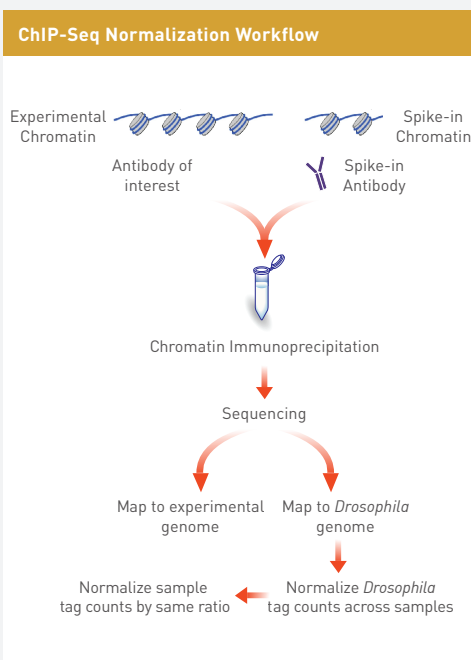 ChIP-Seq Normalization Workflow
Experimental
Chromatin
Spike-in
Chromatin
Antibody of
interest
Spike-in
Antibody
Chromatin Immunoprecipitation
Sequencing
Map to experimental
genome
Map to Drosophila
genome
Normalize sample
tag counts by same ratio
Normalize Drosophila
tag counts across samples